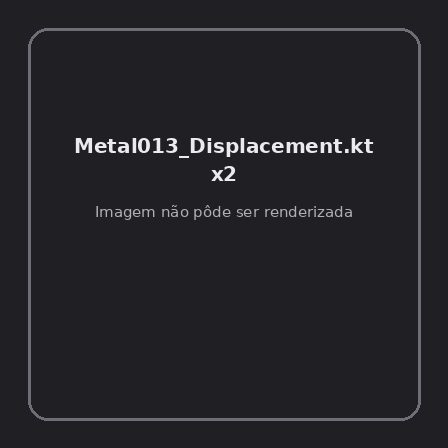 Metal013_Displacement.kt
x2
Imagem não pôde ser renderizada